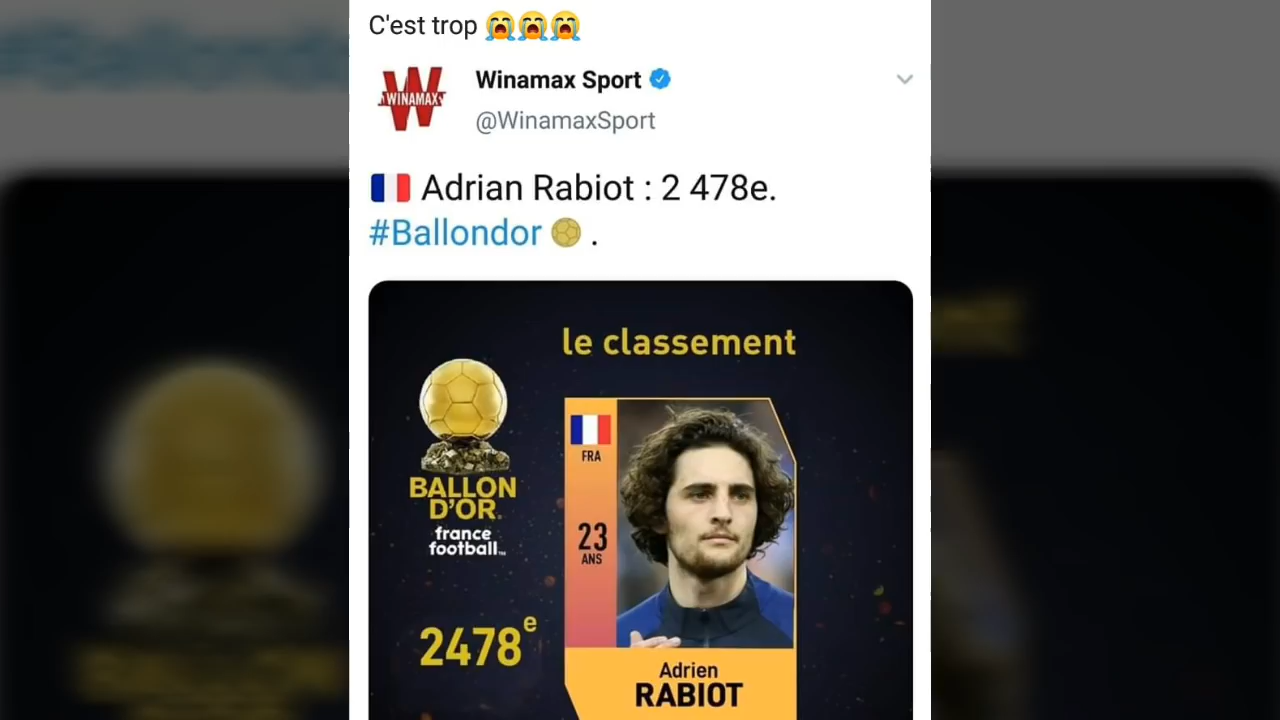 C'est trop 😭😭😭
WINAMAX
Winamax Sport
@WinamaxSport
🇫🇷 Adrian Rabiot : 2 478e.
#Ballondor .
le classement
FRA
BALLON
D'OR
france
football™
23
ANS
2478e
Adrien
RABIOT